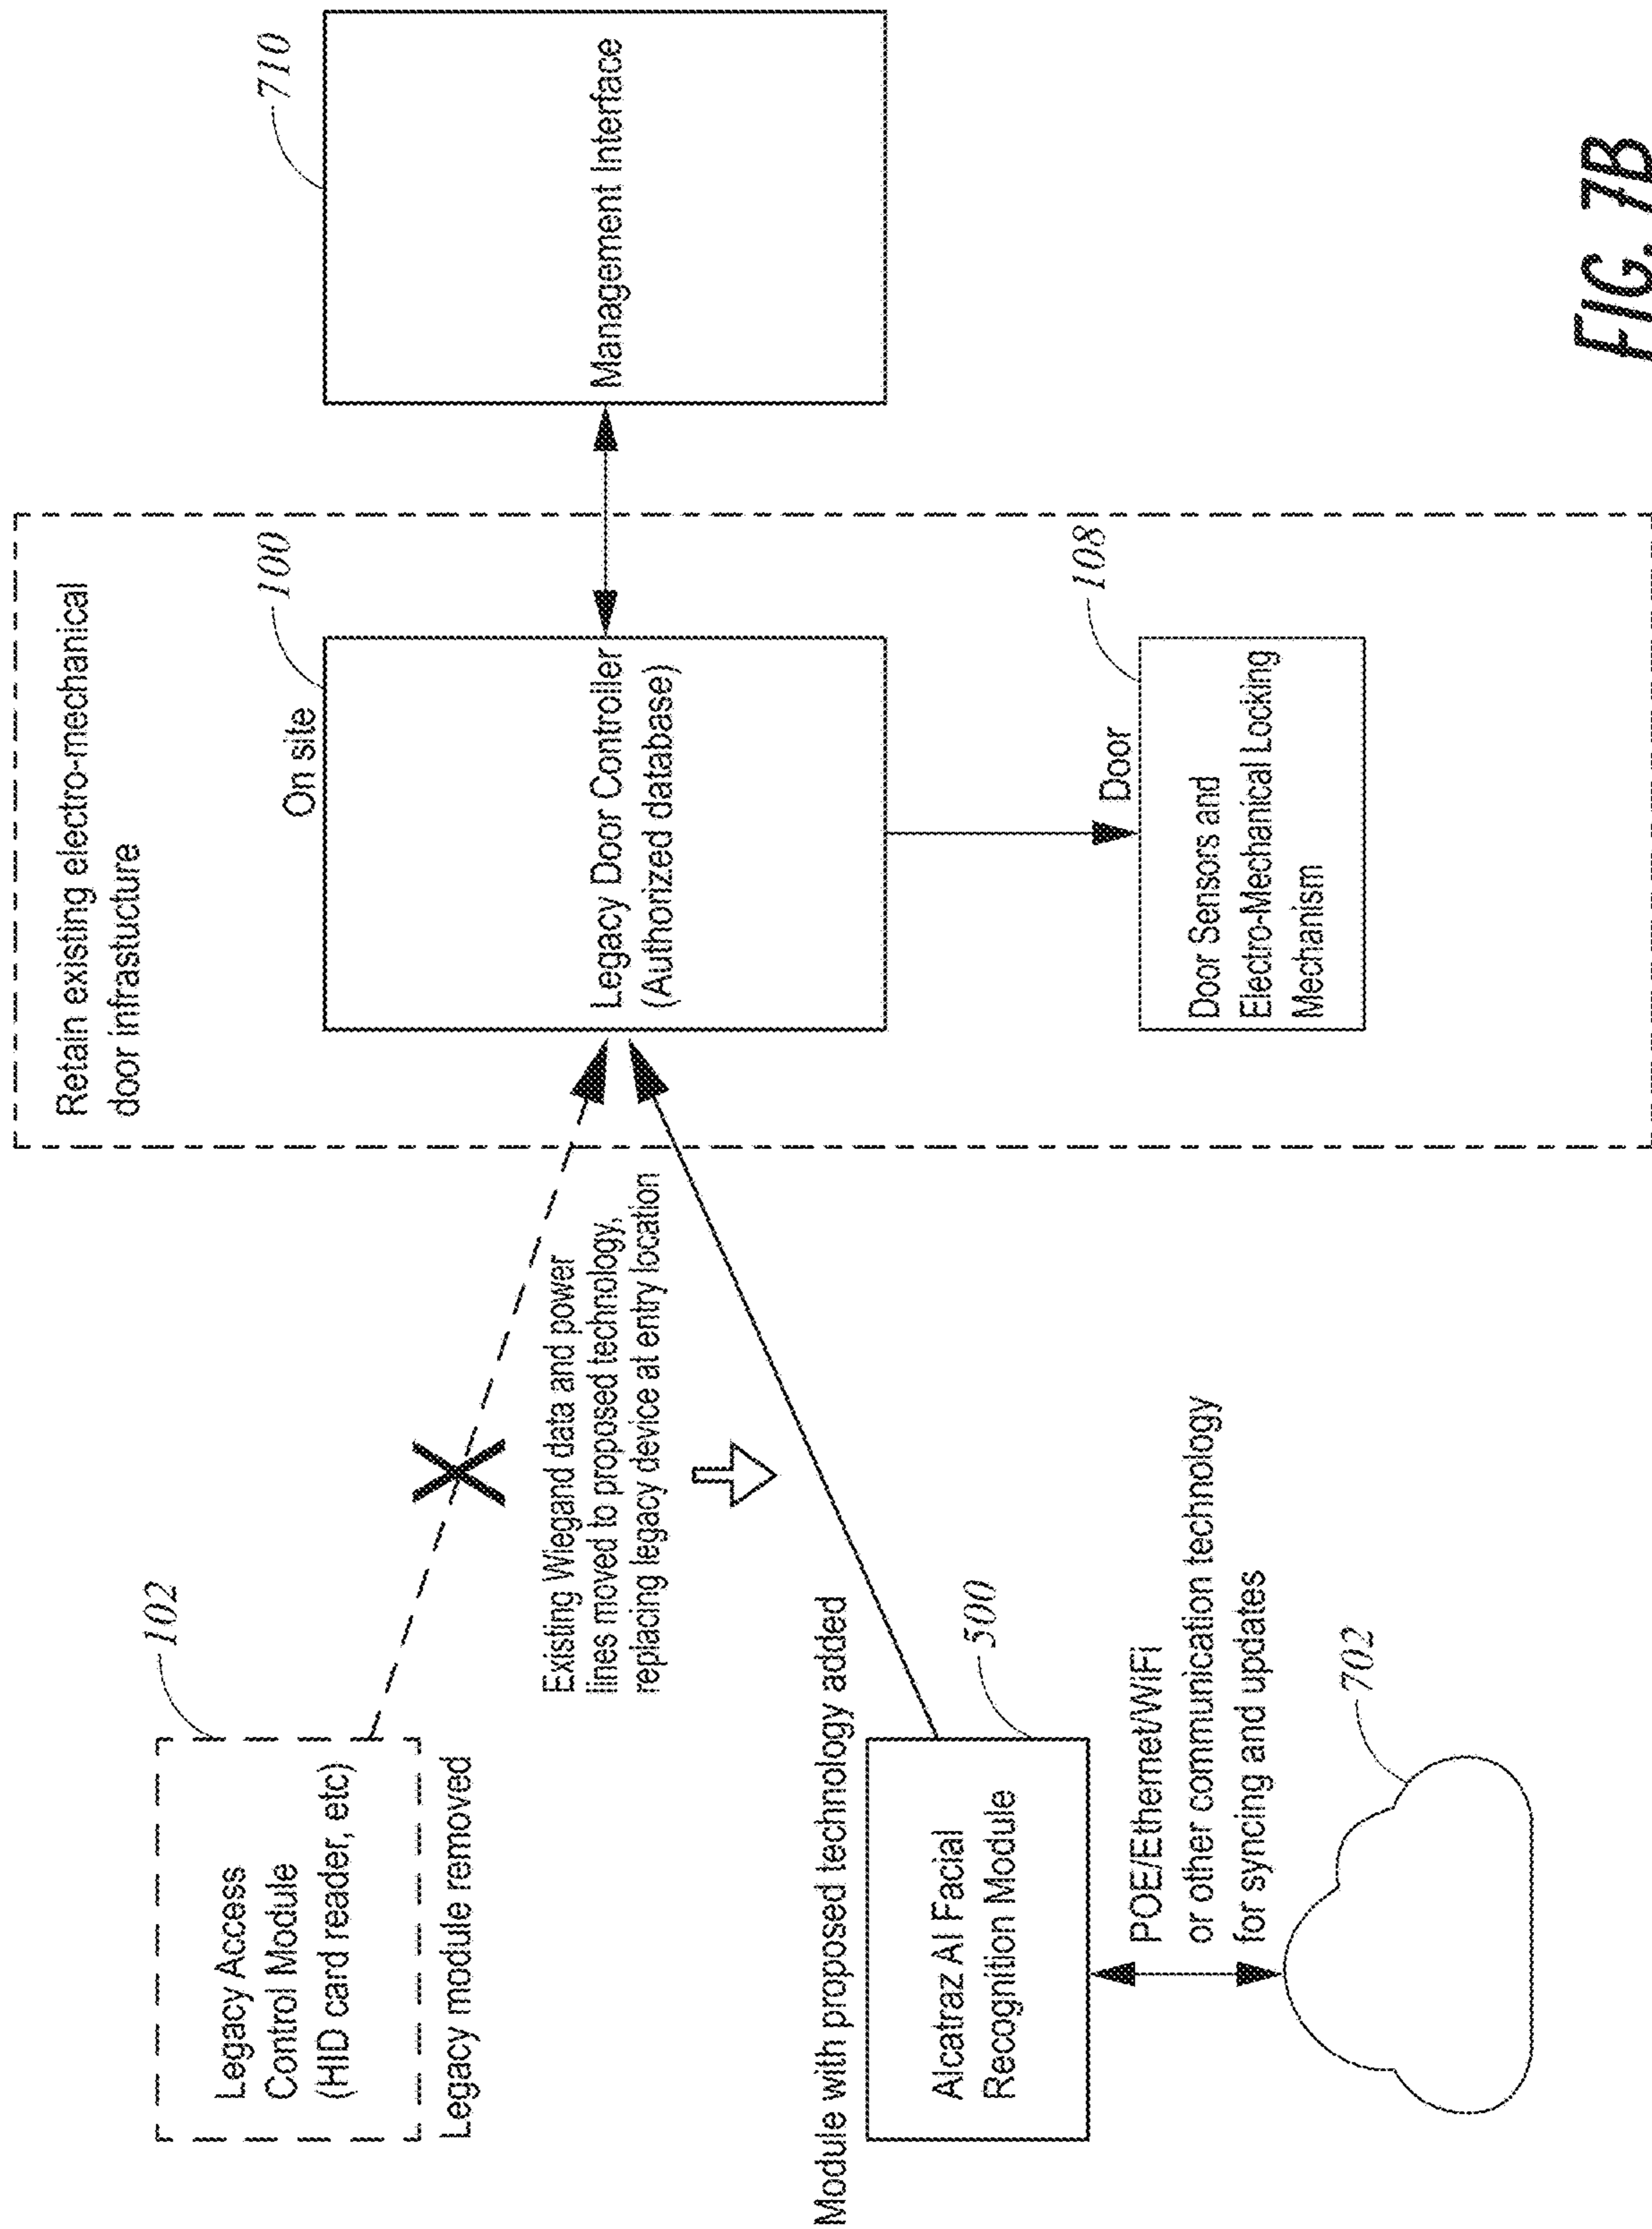 Retain existing electro-mechanical
door infrastucture
102
Legacy Access
Control Module
(HID card reader, etc)
Legacy module removed
X
Existing Wiegand data and power
lines moved to proposed technology,
replacing legacy device at entry location
On site
100
Legacy Door Controller
(Authorized database)
710
Management Interface
Module with proposed technology added
500
Alcatraz AI Facial
Recognition Module
POE/Ethernet/WiFi
or other communication technology
for syncing and updates
702
Door
108
Door Sensors and
Electro-Mechanical Locking
Mechanism
FIG. 7B